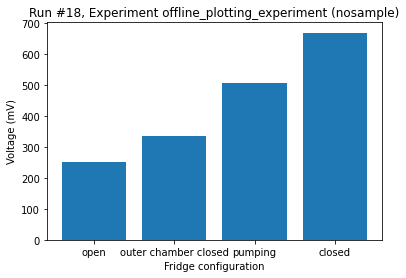 Run #18, Experiment offline_plotting_experiment (nosample)
Voltage (mV)
700
600
500
400
300
200
100
0
open outer chamber closed pumping closed
Fridge configuration